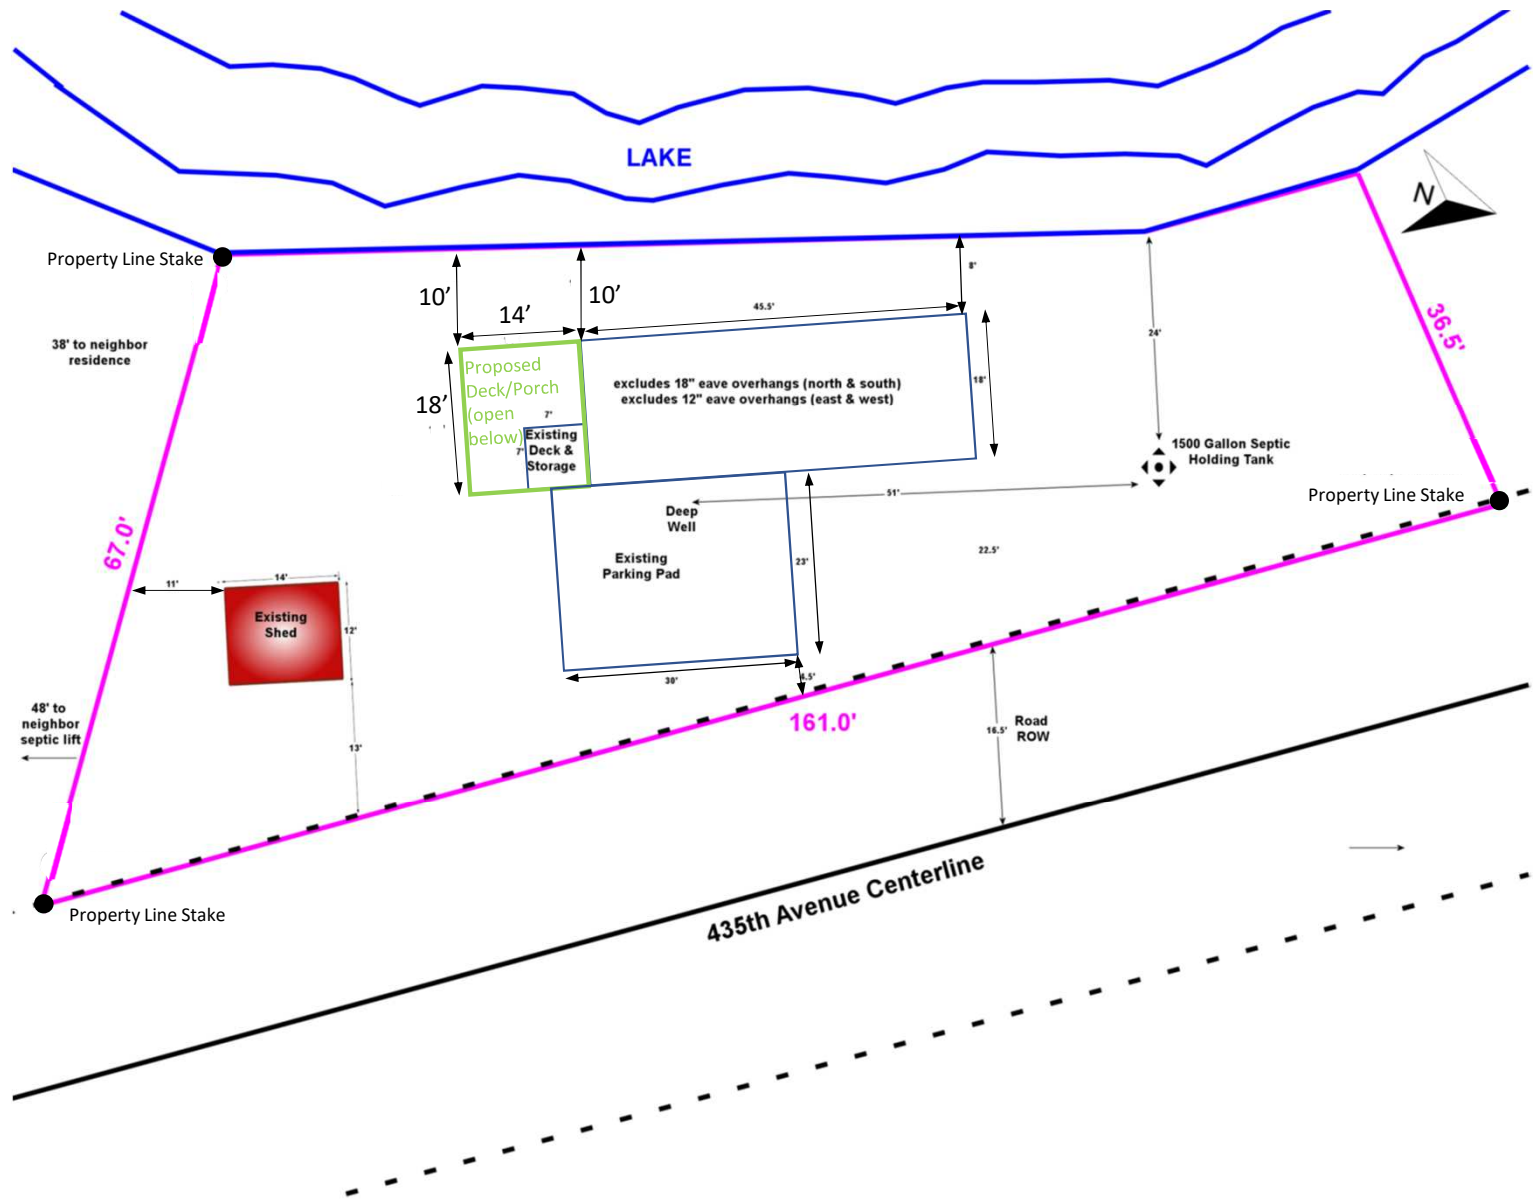 LAKE
N
Property Line Stake
10'
10'
8'
14'
45.5'
38' to neighbor
residence
36.5'
24'
Proposed
Deck/Porch
(open
below)
18'
excludes 18" eave overhangs (north & south)
excludes 12" eave overhangs (east & west)
18'
7'
7'
Existing
Deck &
Storage
1500 Gallon Septic
Holding Tank
51'
Property Line Stake
Deep
Well
67.0'
22.5'
23'
Existing
Parking Pad
11'
14'
Existing
Shed
12'
30'
4.5'
48' to
neighbor
septic lift
161.0'
16.5'
Road
ROW
13'
435th Avenue Centerline
Property Line Stake